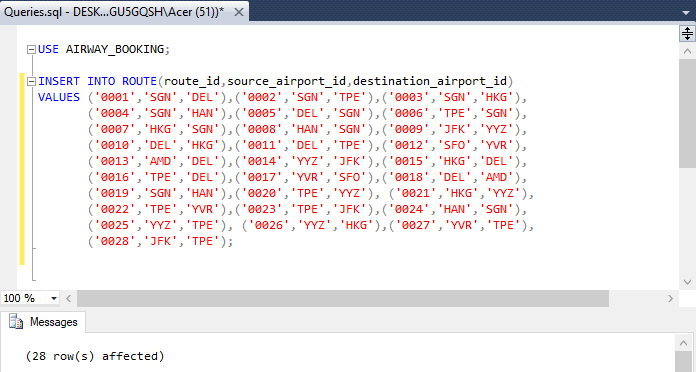 Queries.sql - DESK...GU5GQSH\Acer (51))*
USE AIRWAY_BOOKING;
INSERT INTO ROUTE(route_id,source_airport_id,destination_airport_id)
VALUES ('0001','SGN','DEL'),('0002','SGN','TPE'),('0003','SGN','HKG'),
('0004','SGN','HAN'),('0005','DEL','SGN'),('0006','TPE','SGN'),
('0007','HKG','SGN'),('0008','HAN','SGN'),('0009','JFK','YYZ'),
('0010','DEL','HKG'),('0011','DEL','TPE'),('0012','SFO','YVR'),
('0013','AMD','DEL'),('0014','YYZ','JFK'),('0015','HKG','DEL'),
('0016','TPE','DEL'),('0017','YVR','SFO'),('0018','DEL','AMD'),
('0019','SGN','HAN'),('0020','TPE','YYZ'), ('0021','HKG','YYZ'),
('0022','TPE','YVR'),('0023','TPE','JFK'),('0024','HAN','SGN'),
('0025','YYZ','TPE'), ('0026','YYZ','HKG'),('0027','YVR','TPE'),
('0028','JFK','TPE');
100 %
Messages
(28 row(s) affected)